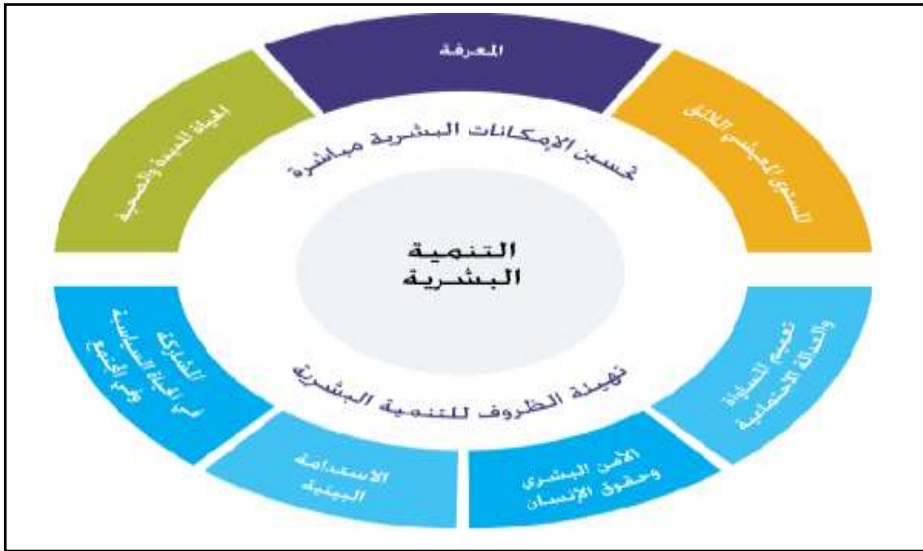 المعرفة
المستوى المعيشي اللائق
الحياة المديدة والصحية
تحسين الإمكانات البشرية مباشرة
التنمية
البشرية
تهيئة الظروف للتنمية البشرية
تعميم المساواة
والعدالة الاجتماعية
الأمن البشري
وحقوق الإنسان
الاستدامة
البيئية
المشاركة
في الحياة السياسية
وفي المجتمع